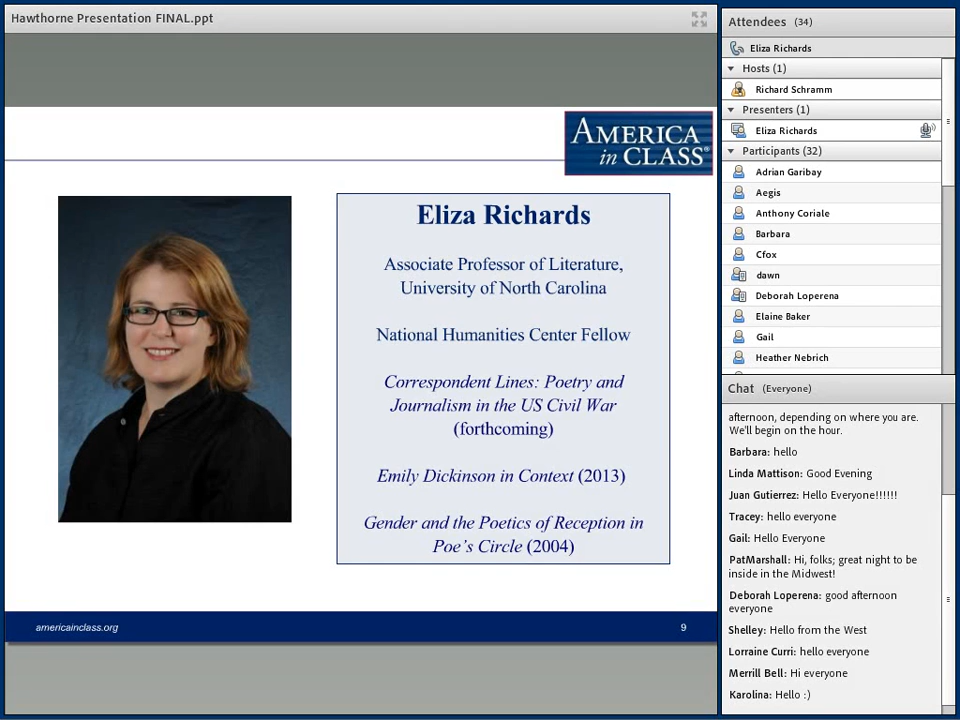 Hawthorne Presentation FINAL.ppt
AMERICA
in CLASS®
Eliza Richards
Associate Professor of Literature,
University of North Carolina
National Humanities Center Fellow
Correspondent Lines: Poetry and
Journalism in the US Civil War
(forthcoming)
Emily Dickinson in Context (2013)
Gender and the Poetics of Reception in
Poe's Circle (2004)
americainclass.org
9
Attendees (34)
Eliza Richards
Hosts (1)
Richard Schramm
Presenters (1)
Eliza Richards
Participants (32)
Adrian Garibay
Aegis
Anthony Coriale
Barbara
Cfox
dawn
Deborah Loperena
Elaine Baker
Gail
Heather Nebrich
Chat (Everyone)
afternoon, depending on where you are.
We'll begin on the hour.
Barbara: hello
Linda Mattison: Good Evening
Juan Gutierrez: Hello Everyone!!!!!!
Tracey: hello everyone
Gail: Hello Everyone
PatMarshall: Hi, folks; great night to be
inside in the Midwest!
Deborah Loperena: good afternoon
everyone
Shelley: Hello from the West
Lorraine Curri: hello everyone
Merrill Bell: Hi everyone
Karolina: Hello :)